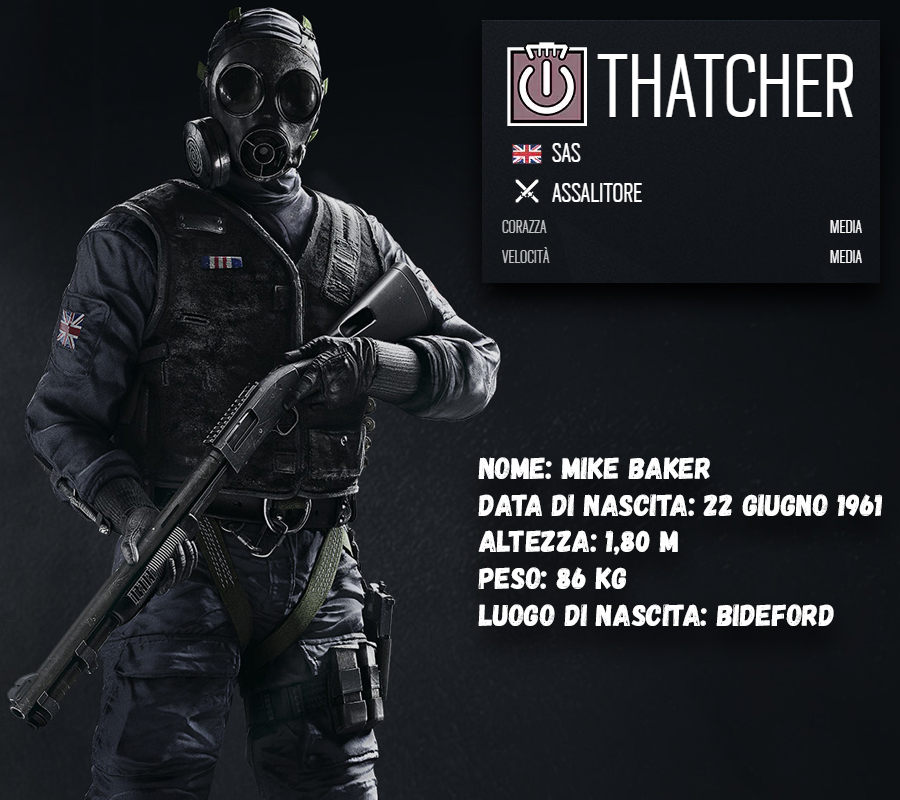 THATCHER
SAS
ASSALITORE
CORAZZA MEDIA
VELOCITÀ MEDIA
NOME: MIKE BAKER
DATA DI NASCITA: 22 GIUGNO 1961
ALTEZZA: 1,80 M
PESO: 86 KG
LUOGO DI NASCITA: BIDEFORD